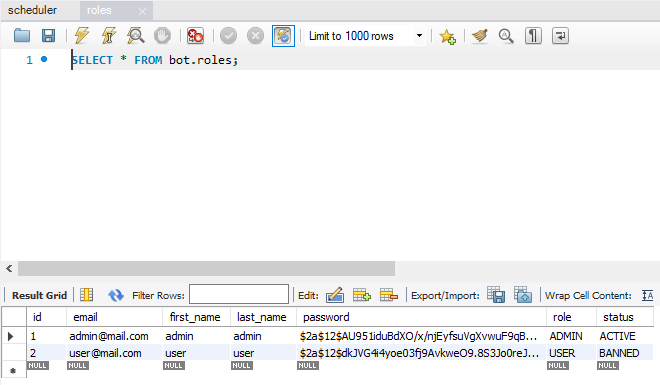 scheduler roles
Limit to 1000 rows
1 SELECT * FROM bot.roles;
Result Grid Filter Rows: Edit: Export/Import: Wrap Cell Content:
id email first_name last_name password role status
1 admin@mail.com admin admin $2a$12$AU951iduBdXO/x/njEyfsuVgXvwuF9qB... ADMIN ACTIVE
2 user@mail.com user user $2a$12$dkJVG4i4yoe03fj9AvkweO9.8S3Jo0reJ... USER BANNED
NULL NULL NULL NULL NULL NULL NULL